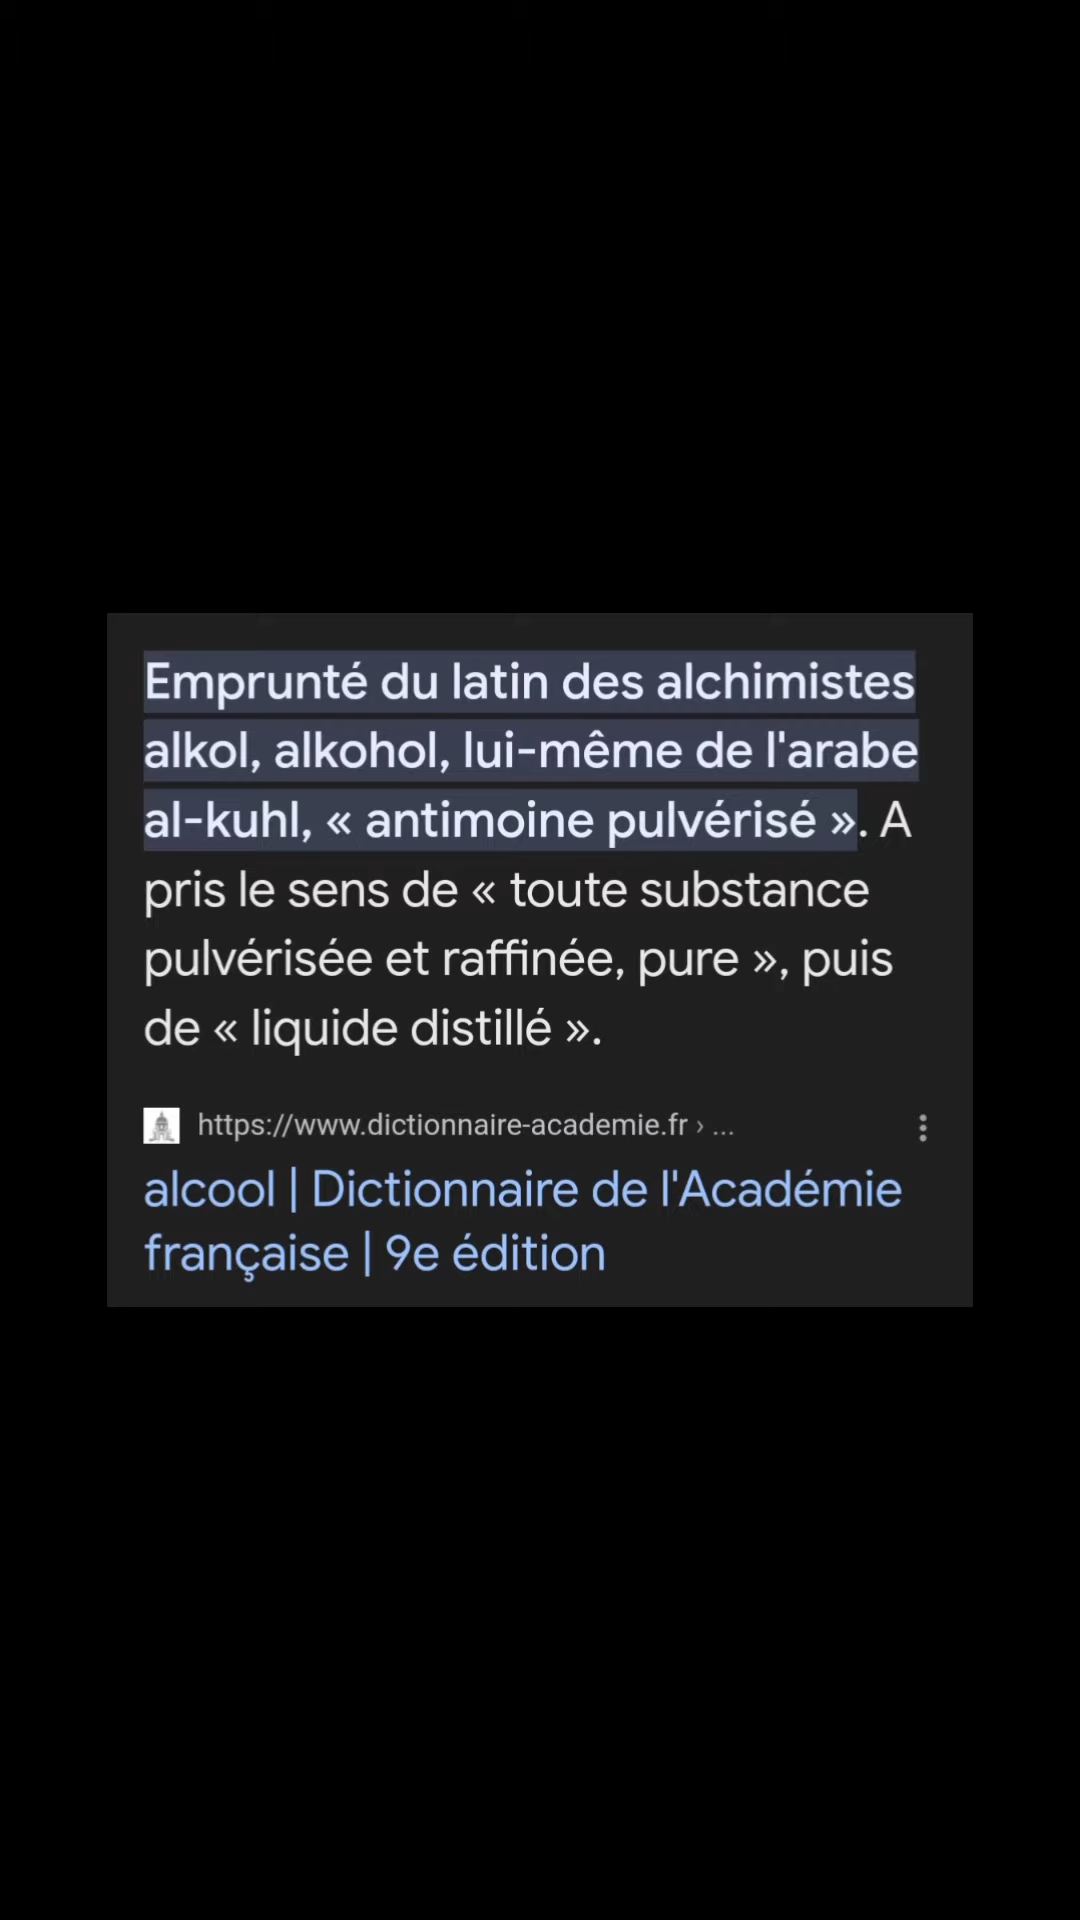 Emprunté du latin des alchimistes
alkol, alkohol, lui-même de l'arabe
al-kuhl, « antimoine pulvérisé ». A
pris le sens de « toute substance
pulvérisée et raffinée, pure », puis
de « liquide distillé ».
https://www.dictionnaire-academie.fr › ...
alcool | Dictionnaire de l'Académie
française | 9e édition